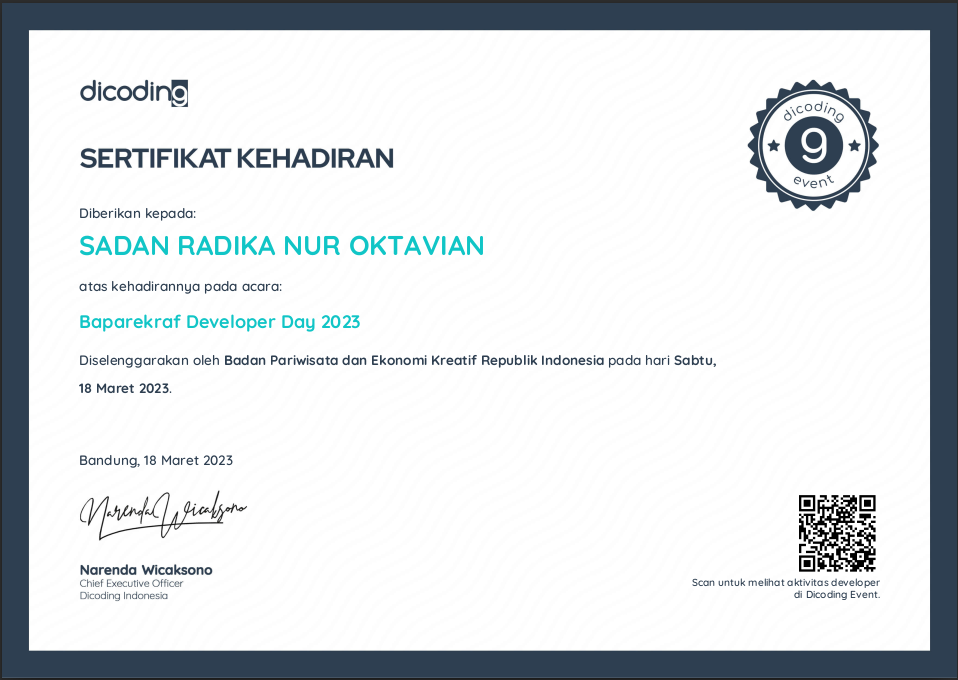 dicoding
SERTIFIKAT KEHADIRAN
dicoding
g
event
Diberikan kepada:
SADAN RADIKA NUR OKTAVIAN
atas kehadirannya pada acara:
Baparekraf Developer Day 2023
Diselenggarakan oleh Badan Pariwisata dan Ekonomi Kreatif Republik Indonesia pada hari Sabtu,
18 Maret 2023.
Bandung, 18 Maret 2023
Narenda Wicaksono
Narenda Wicaksono
Chief Executive Officer
Dicoding Indonesia
Scan untuk melihat aktivitas developer
di Dicoding Event.